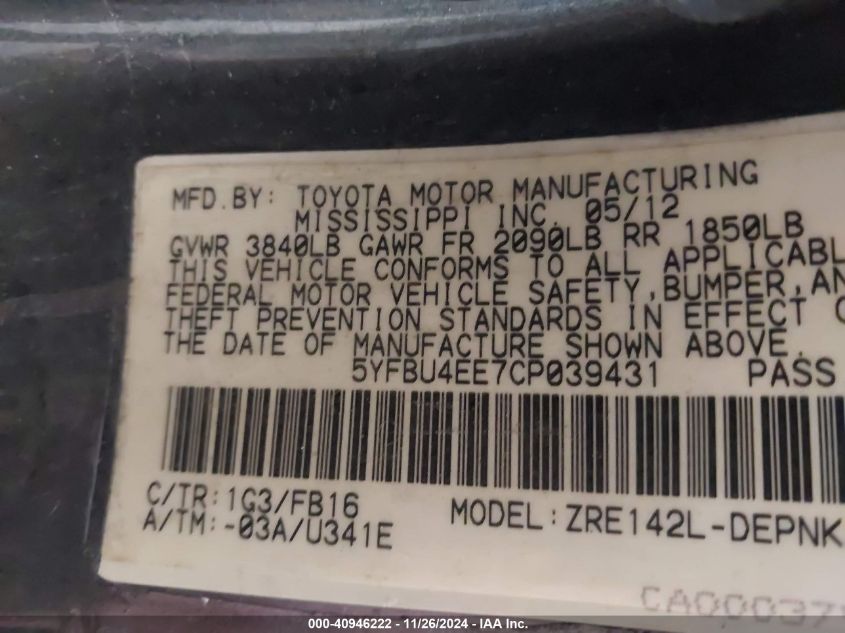 MFD.BY: TOYOTA MOTOR MANUFACTURING
MISSISSIPPI INC. 05/12
GVWR 3840LB GAWR FR 2090LB RR 1850LB
THIS VEHICLE CONFORMS TO ALL APPLICABL
FEDERAL MOTOR VEHICLE SAFETY,BUMPER,AN
THEFT PREVENTION STANDARDS IN EFFECT
THE DATE OF MANUFACTURE SHOWN ABOVE.
5YFBU4EE7CP039431 PASS
C/TR:1G3/FB16
A/TM:-03A/U341E
MODEL:ZRE142L-DEPNK
000-40946222 - 11/26/2024 - IAA Inc.